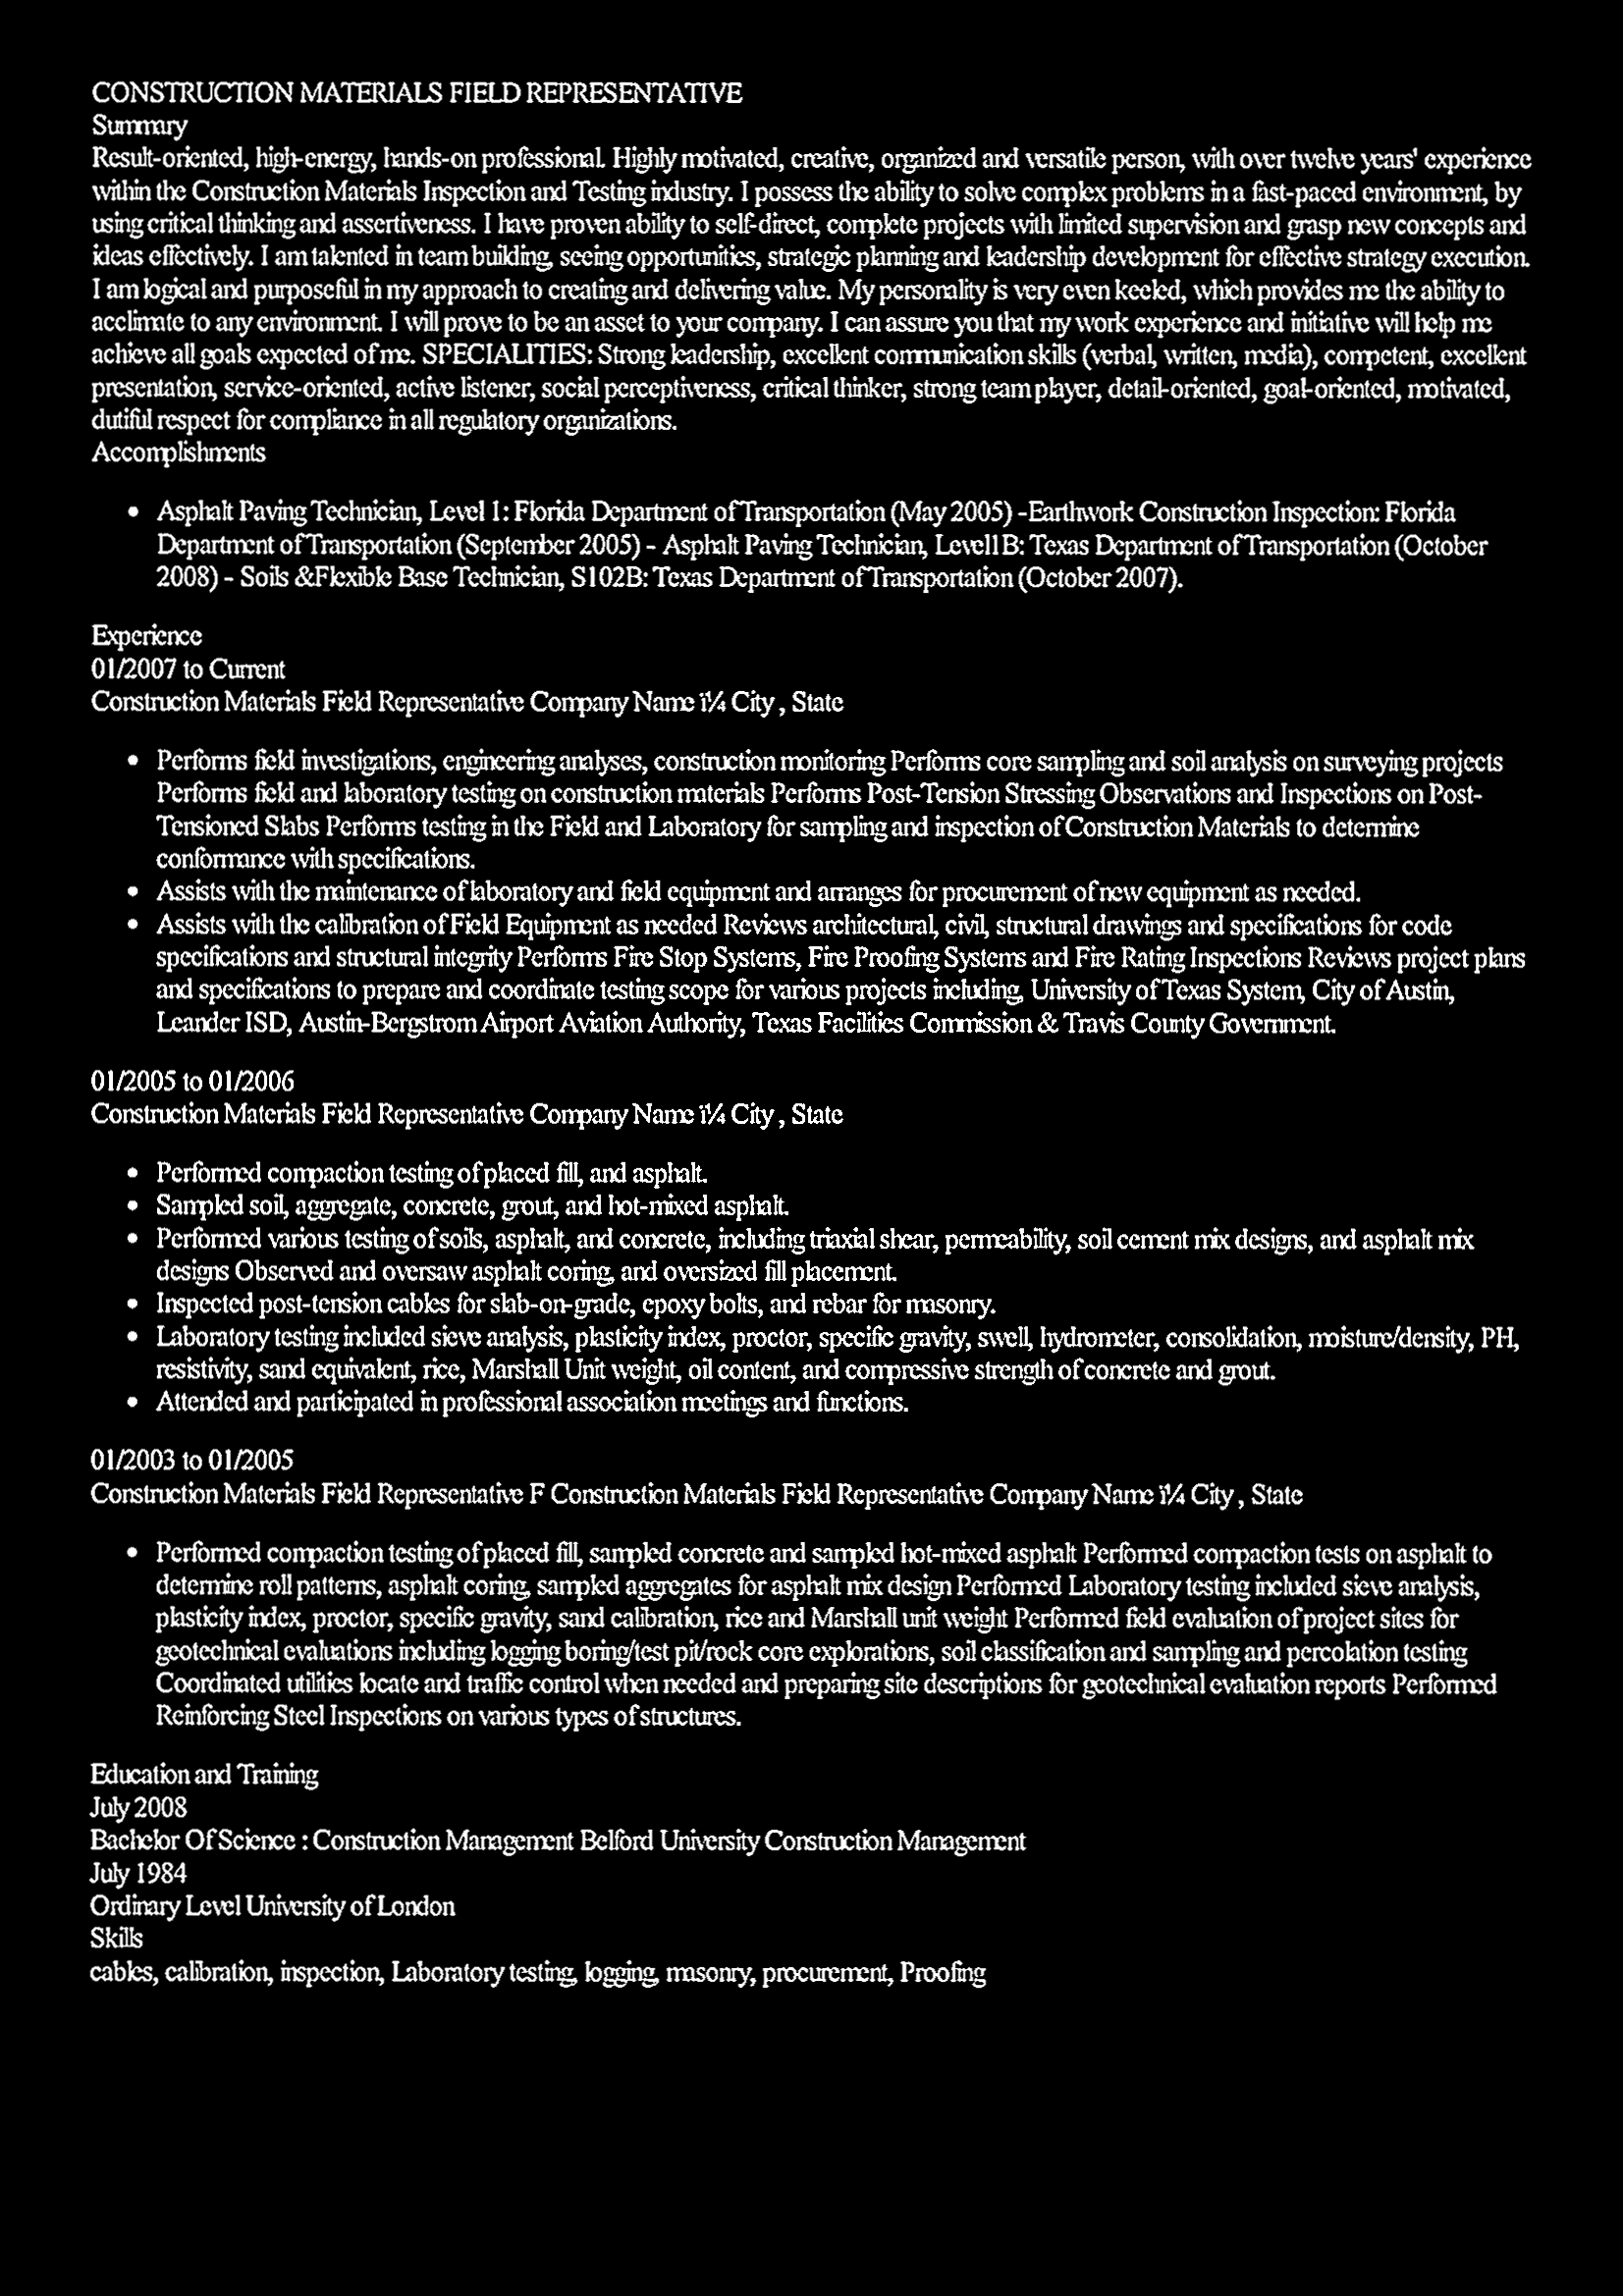 CONSTRUCTION MATERIALS FIELD REPRESENTATIVE
Summary
Result-oriented, high-energy, hands-on professional. Highly motivated, creative, organized and versatile person, with over twelve years' experience
within the Construction Materials Inspection and Testing industry. I possess the ability to solve complex problems in a fast-paced environment, by
using critical thinking and assertiveness. I have proven ability to self-direct, complete projects with limited supervision and grasp new concepts and
ideas effectively. I am talented in team building, seeing opportunities, strategic planning and leadership development for effective strategy execution.
I am logical and purposeful in my approach to creating and delivering value. My personality is very even keeled, which provides me the ability to
acclimate to any environment. I will prove to be an asset to your company. I can assure you that my work experience and initiative will help me
achieve all goals expected of me. SPECIALITIES: Strong leadership, excellent communication skills (verbal, written, media), competent, excellent
presentation, service-oriented, active listener, social perceptiveness, critical thinker, strong team player, detail-oriented, goal-oriented, motivated,
dutiful respect for compliance in all regulatory organizations.
Accomplishments
• Asphalt Paving Technician, Level 1: Florida Department of Transportation (May 2005) -Earthwork Construction Inspection: Florida
Department of Transportation (September 2005) - Asphalt Paving Technician, Levell B: Texas Department of Transportation (October
2008) - Soils &Flexible Base Technician, S102B: Texas Department of Transportation (October 2007).
Experience
01/2007 to Current
Construction Materials Field Representative Company Name ï¼ City , State
• Performs field investigations, engineering analyses, construction monitoring Performs core sampling and soil analysis on surveying projects
Performs field and laboratory testing on construction materials Performs Post-Tension Stressing Observations and Inspections on Post-
Tensioned Slabs Performs testing in the Field and Laboratory for sampling and inspection of Construction Materials to determine
conformance with specifications.
• Assists with the maintenance of laboratory and field equipment and arranges for procurement of new equipment as needed.
• Assists with the calibration of Field Equipment as needed Reviews architectural, civil, structural drawings and specifications for code
specifications and structural integrity Performs Fire Stop Systems, Fire Proofing Systems and Fire Rating Inspections Reviews project plans
and specifications to prepare and coordinate testing scope for various projects including, University of Texas System, City of Austin,
Leander ISD, Austin-Bergstrom Airport Aviation Authority, Texas Facilities Commission & Travis County Government.
01/2005 to 01/2006
Construction Materials Field Representative Company Name ï¼ City , State
• Performed compaction testing of placed fill, and asphalt.
• Sampled soil, aggregate, concrete, grout, and hot-mixed asphalt.
• Performed various testing of soils, asphalt, and concrete, including triaxial shear, permeability, soil cement mix designs, and asphalt mix
designs Observed and oversaw asphalt coring, and oversized fill placement.
• Inspected post-tension cables for slab-on-grade, epoxy bolts, and rebar for masonry.
• Laboratory testing included sieve analysis, plasticity index, proctor, specific gravity, swell, hydrometer, consolidation, moisture/density, PH,
resistivity, sand equivalent, rice, Marshall Unit weight, oil content, and compressive strength of concrete and grout.
• Attended and participated in professional association meetings and functions.
01/2003 to 01/2005
Construction Materials Field Representative F Construction Materials Field Representative Company Name ï¼ City , State
• Performed compaction testing of placed fill, sampled concrete and sampled hot-mixed asphalt Performed compaction tests on asphalt to
determine roll patterns, asphalt coring, sampled aggregates for asphalt mix design Performed Laboratory testing included sieve analysis,
plasticity index, proctor, specific gravity, sand calibration, rice and Marshall unit weight Performed field evaluation of project sites for
geotechnical evaluations including logging boring/test pit/rock core explorations, soil classification and sampling and percolation testing
Coordinated utilities locate and traffic control when needed and preparing site descriptions for geotechnical evaluation reports Performed
Reinforcing Steel Inspections on various types of structures.
Education and Training
July 2008
Bachelor Of Science : Construction Management Belford University Construction Management
July 1984
Ordinary Level University of London
Skills
cables, calibration, inspection, Laboratory testing, logging, masonry, procurement, Proofing